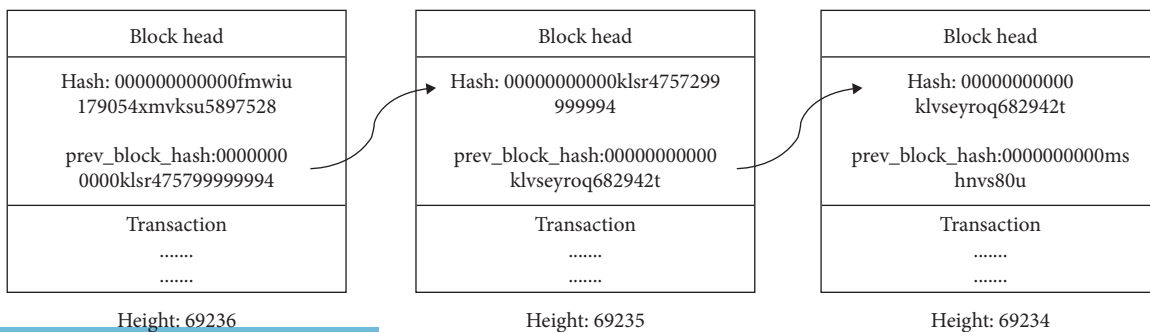 Block head
Hash: 000000000000fmwiu
179054xmvksu5897528
prev_block_hash:0000000
0000klsr475799999994
Transaction
.......
.......
Height: 69236
Block head
Hash: 00000000000klsr4757299
999994
prev_block_hash:00000000000
klvseyroq682942t
Transaction
.......
.......
Height: 69235
Block head
Hash: 00000000000
klvseyroq682942t
prev_block_hash:0000000000ms
hnvs80u
Transaction
.......
.......
Height: 69234